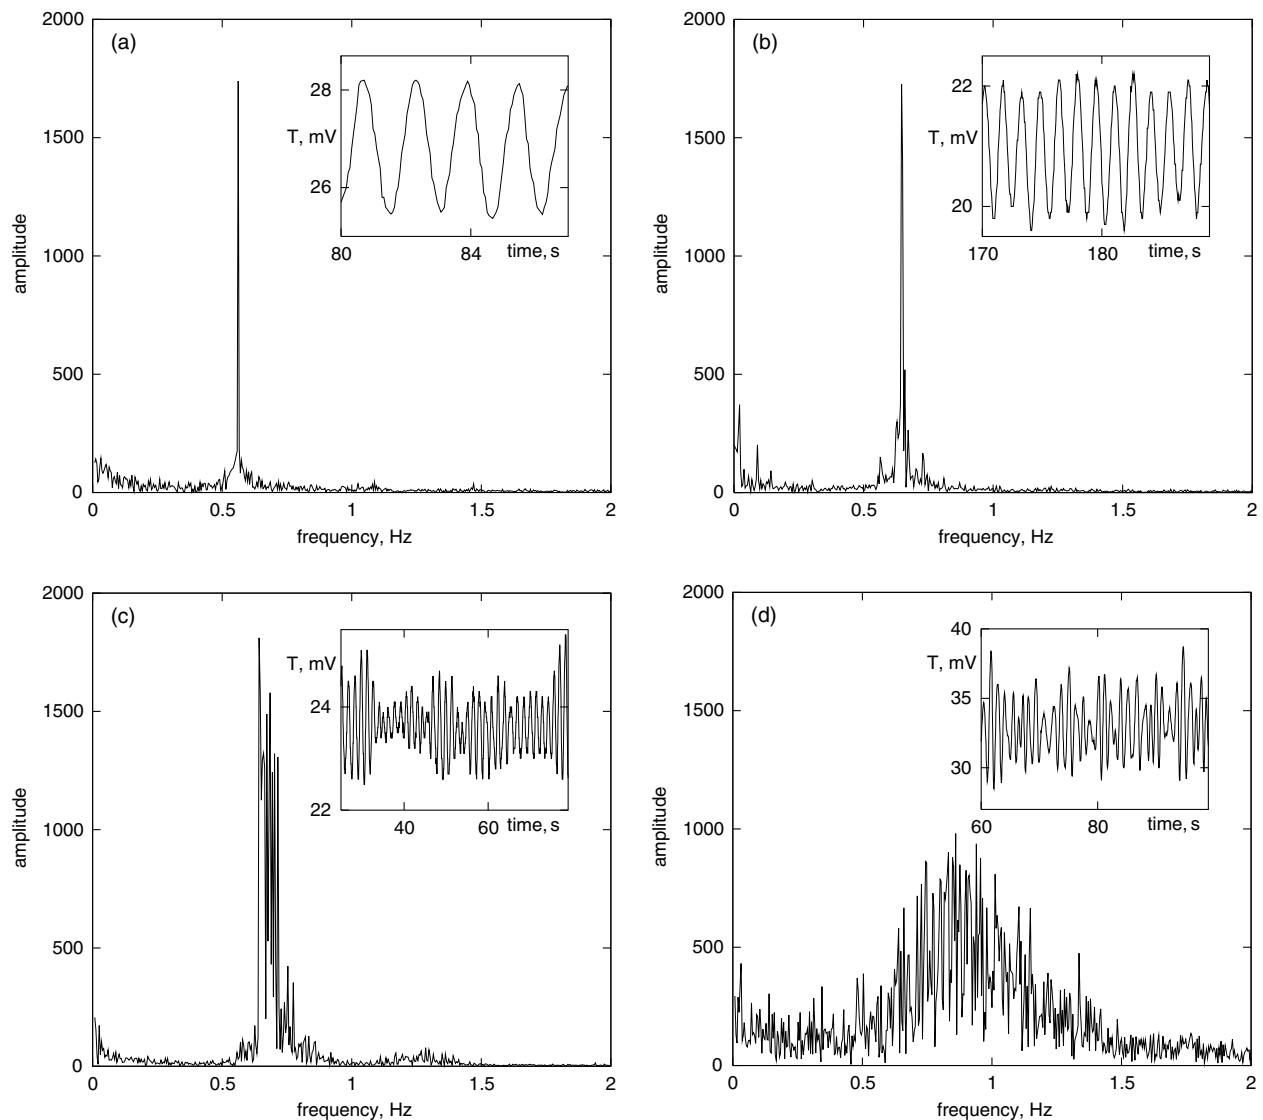 (a)
2000
1500
1000
500
0
amplitude
0 0.5 1 1.5 2
frequency, Hz
28
T, mV
26
80 84 time, s
(b)
2000
1500
1000
500
0
amplitude
0 0.5 1 1.5 2
frequency, Hz
22
T, mV
20
170 180 time, s
(c)
2000
1500
1000
500
0
amplitude
0 0.5 1 1.5 2
frequency, Hz
T, mV
24
22
40 60 time, s
(d)
2000
1500
1000
500
0
amplitude
0 0.5 1 1.5 2
frequency, Hz
40
T, mV
35
30
60 80 time, s